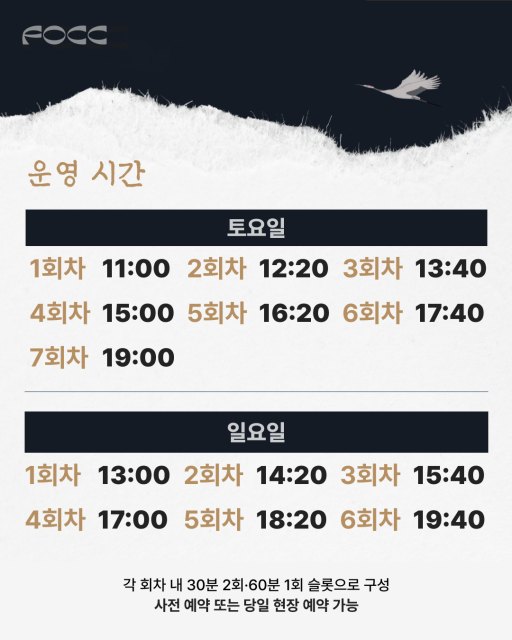 FOCC
운영 시간
토요일
1회차 11:00 2회차 12:20 3회차 13:40
4회차 15:00 5회차 16:20 6회차 17:40
7회차 19:00
일요일
1회차 13:00 2회차 14:20 3회차 15:40
4회차 17:00 5회차 18:20 6회차 19:40
각 회차 내 30분 2회·60분 1회 슬롯으로 구성
사전 예약 또는 당일 현장 예약 가능